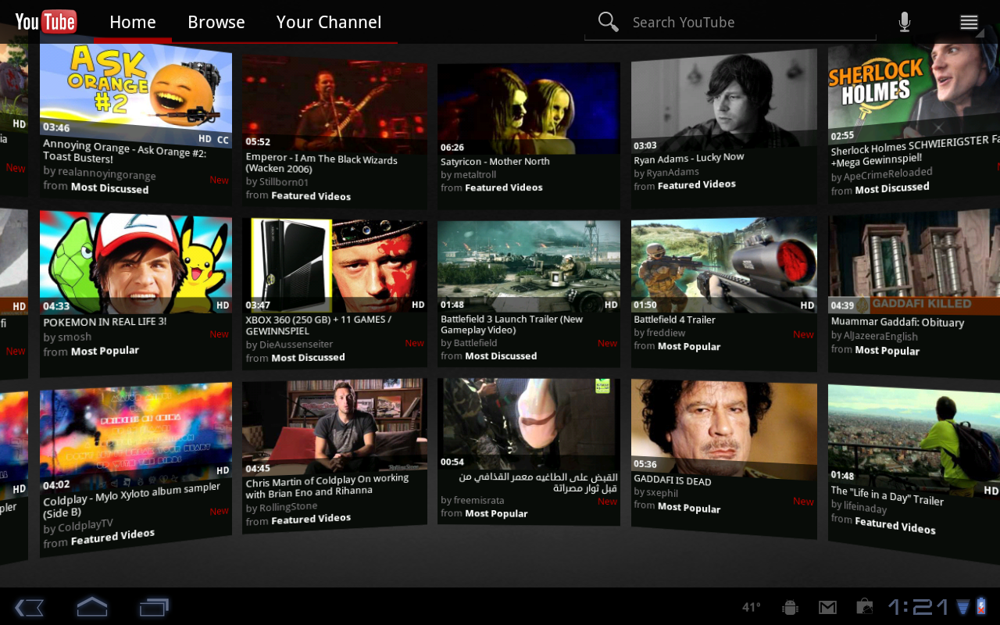 YouTube
Home
Browse
Your Channel
Search YouTube
ASK
ORANGE
#2
03:46
HD CC
Annoying Orange - Ask Orange #2:
Toast Busters!
by realannoyingorange
New
from Most Discussed
05:52
Emperor - I Am The Black Wizards
(Wacken 2006)
by Stillborn01
from Featured Videos
06:26
Satyricon - Mother North
by metaltroll
from Featured Videos
03:03
Ryan Adams - Lucky Now
by RyanAdams
from Featured Videos
SHERLOCK
HOLMES
02:55
Sherlock Holmes SCHWIERIGSTER Fa
+Mega Gewinnspiel!
by ApeCrimeReloaded
from Most Discussed
HD
ia
New
04:33
HD
POKEMON IN REAL LIFE 3!
by smosh
New
from Most Popular
03:47
HD
XBOX 360 (250 GB) + 11 GAMES /
GEWINNSPIEL
by DieAussenseiter
New
from Most Discussed
01:48
HD
Battlefield 3 Launch Trailer (New
Gameplay Video)
by Battlefield
New
from Most Discussed
01:50
HD
Battlefield 4 Trailer
by freddiew
New
from Most Popular
GADDAFI KILLED
04:39
Muammar Gaddafi: Obituary
by AlJazeeraEnglish
from Most Popular
HD
fi
New
04:02
HD
Coldplay - Mylo Xyloto album sampler
(Side B)
by ColdplayTV
New
from Featured Videos
RollingStone
04:45
Chris Martin of Coldplay On working
with Brian Eno and Rihanna
by RollingStone
from Featured Videos
00:54
القبض على الطاغيه معمر القذافي من
قبل ثوار مصراتة
by freemisrata
New
from Most Popular
05:36
GADDAFI IS DEAD
by sxephil
New
from Most Popular
01:48
HD
The "Life in a Day" Trailer
by lifeinaday
from Featured Videos
HD
pler
41°
1:21